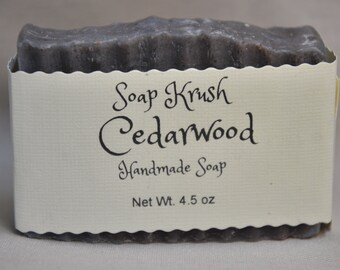 Soap Krush
Cedarwood
Handmade Soap
Net Wt. 4.5 oz